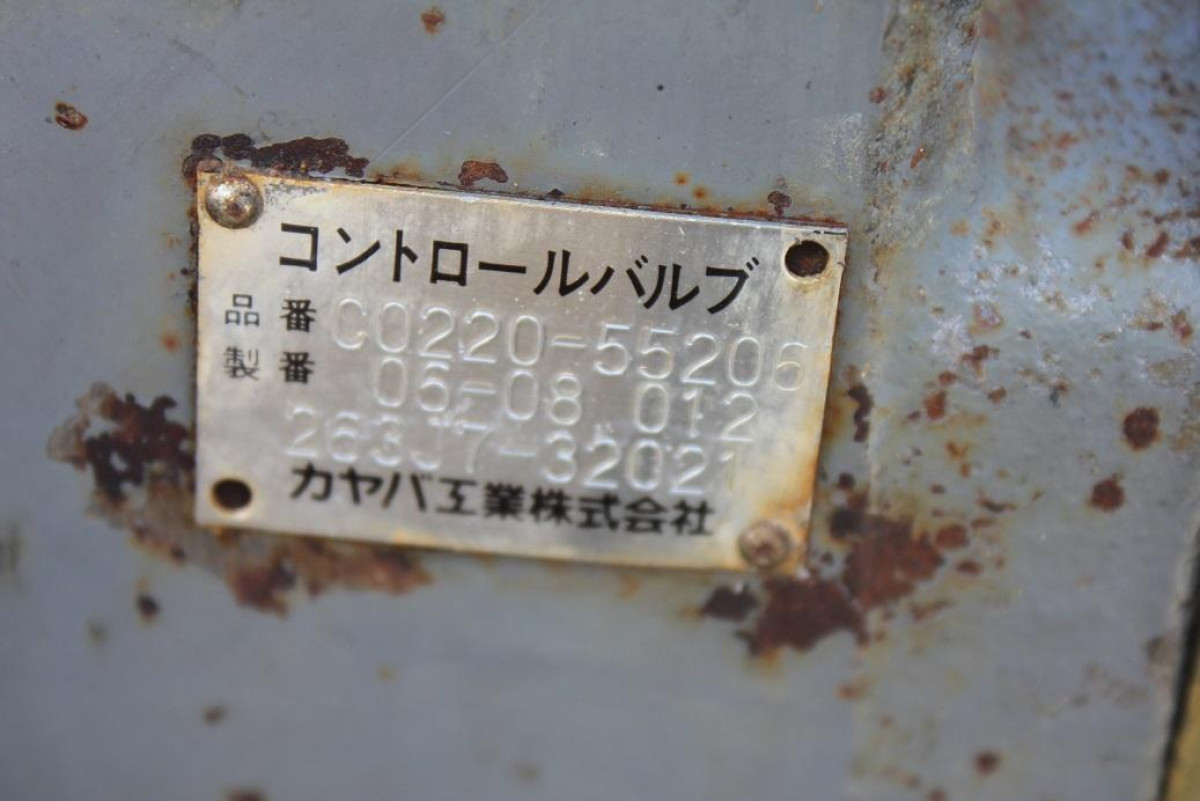 コントロールバルブ
品番 C0220-55206
製番 06-08 012
263J7-32021
カヤバ工業株式会社